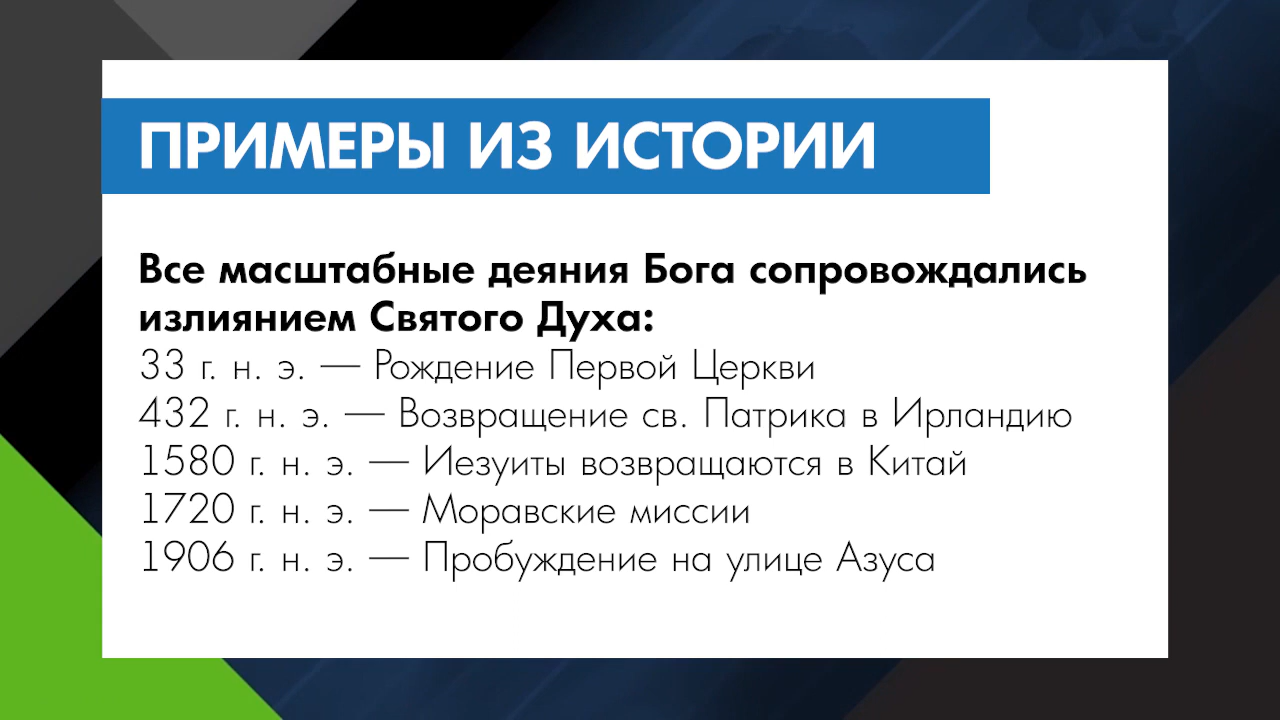 ПРИМЕРЫ ИЗ ИСТОРИИ
Все масштабные деяния Бога сопровождались
излиянием Святого Духа:
33 г. н. э. — Рождение Первой Церкви
432 г. н. э. — Возвращение св. Патрика в Ирландию
1580 г. н. э. — Иезуиты возвращаются в Китай
1720 г. н. э. — Моравские миссии
1906 г. н. э. — Пробуждение на улице Азуса